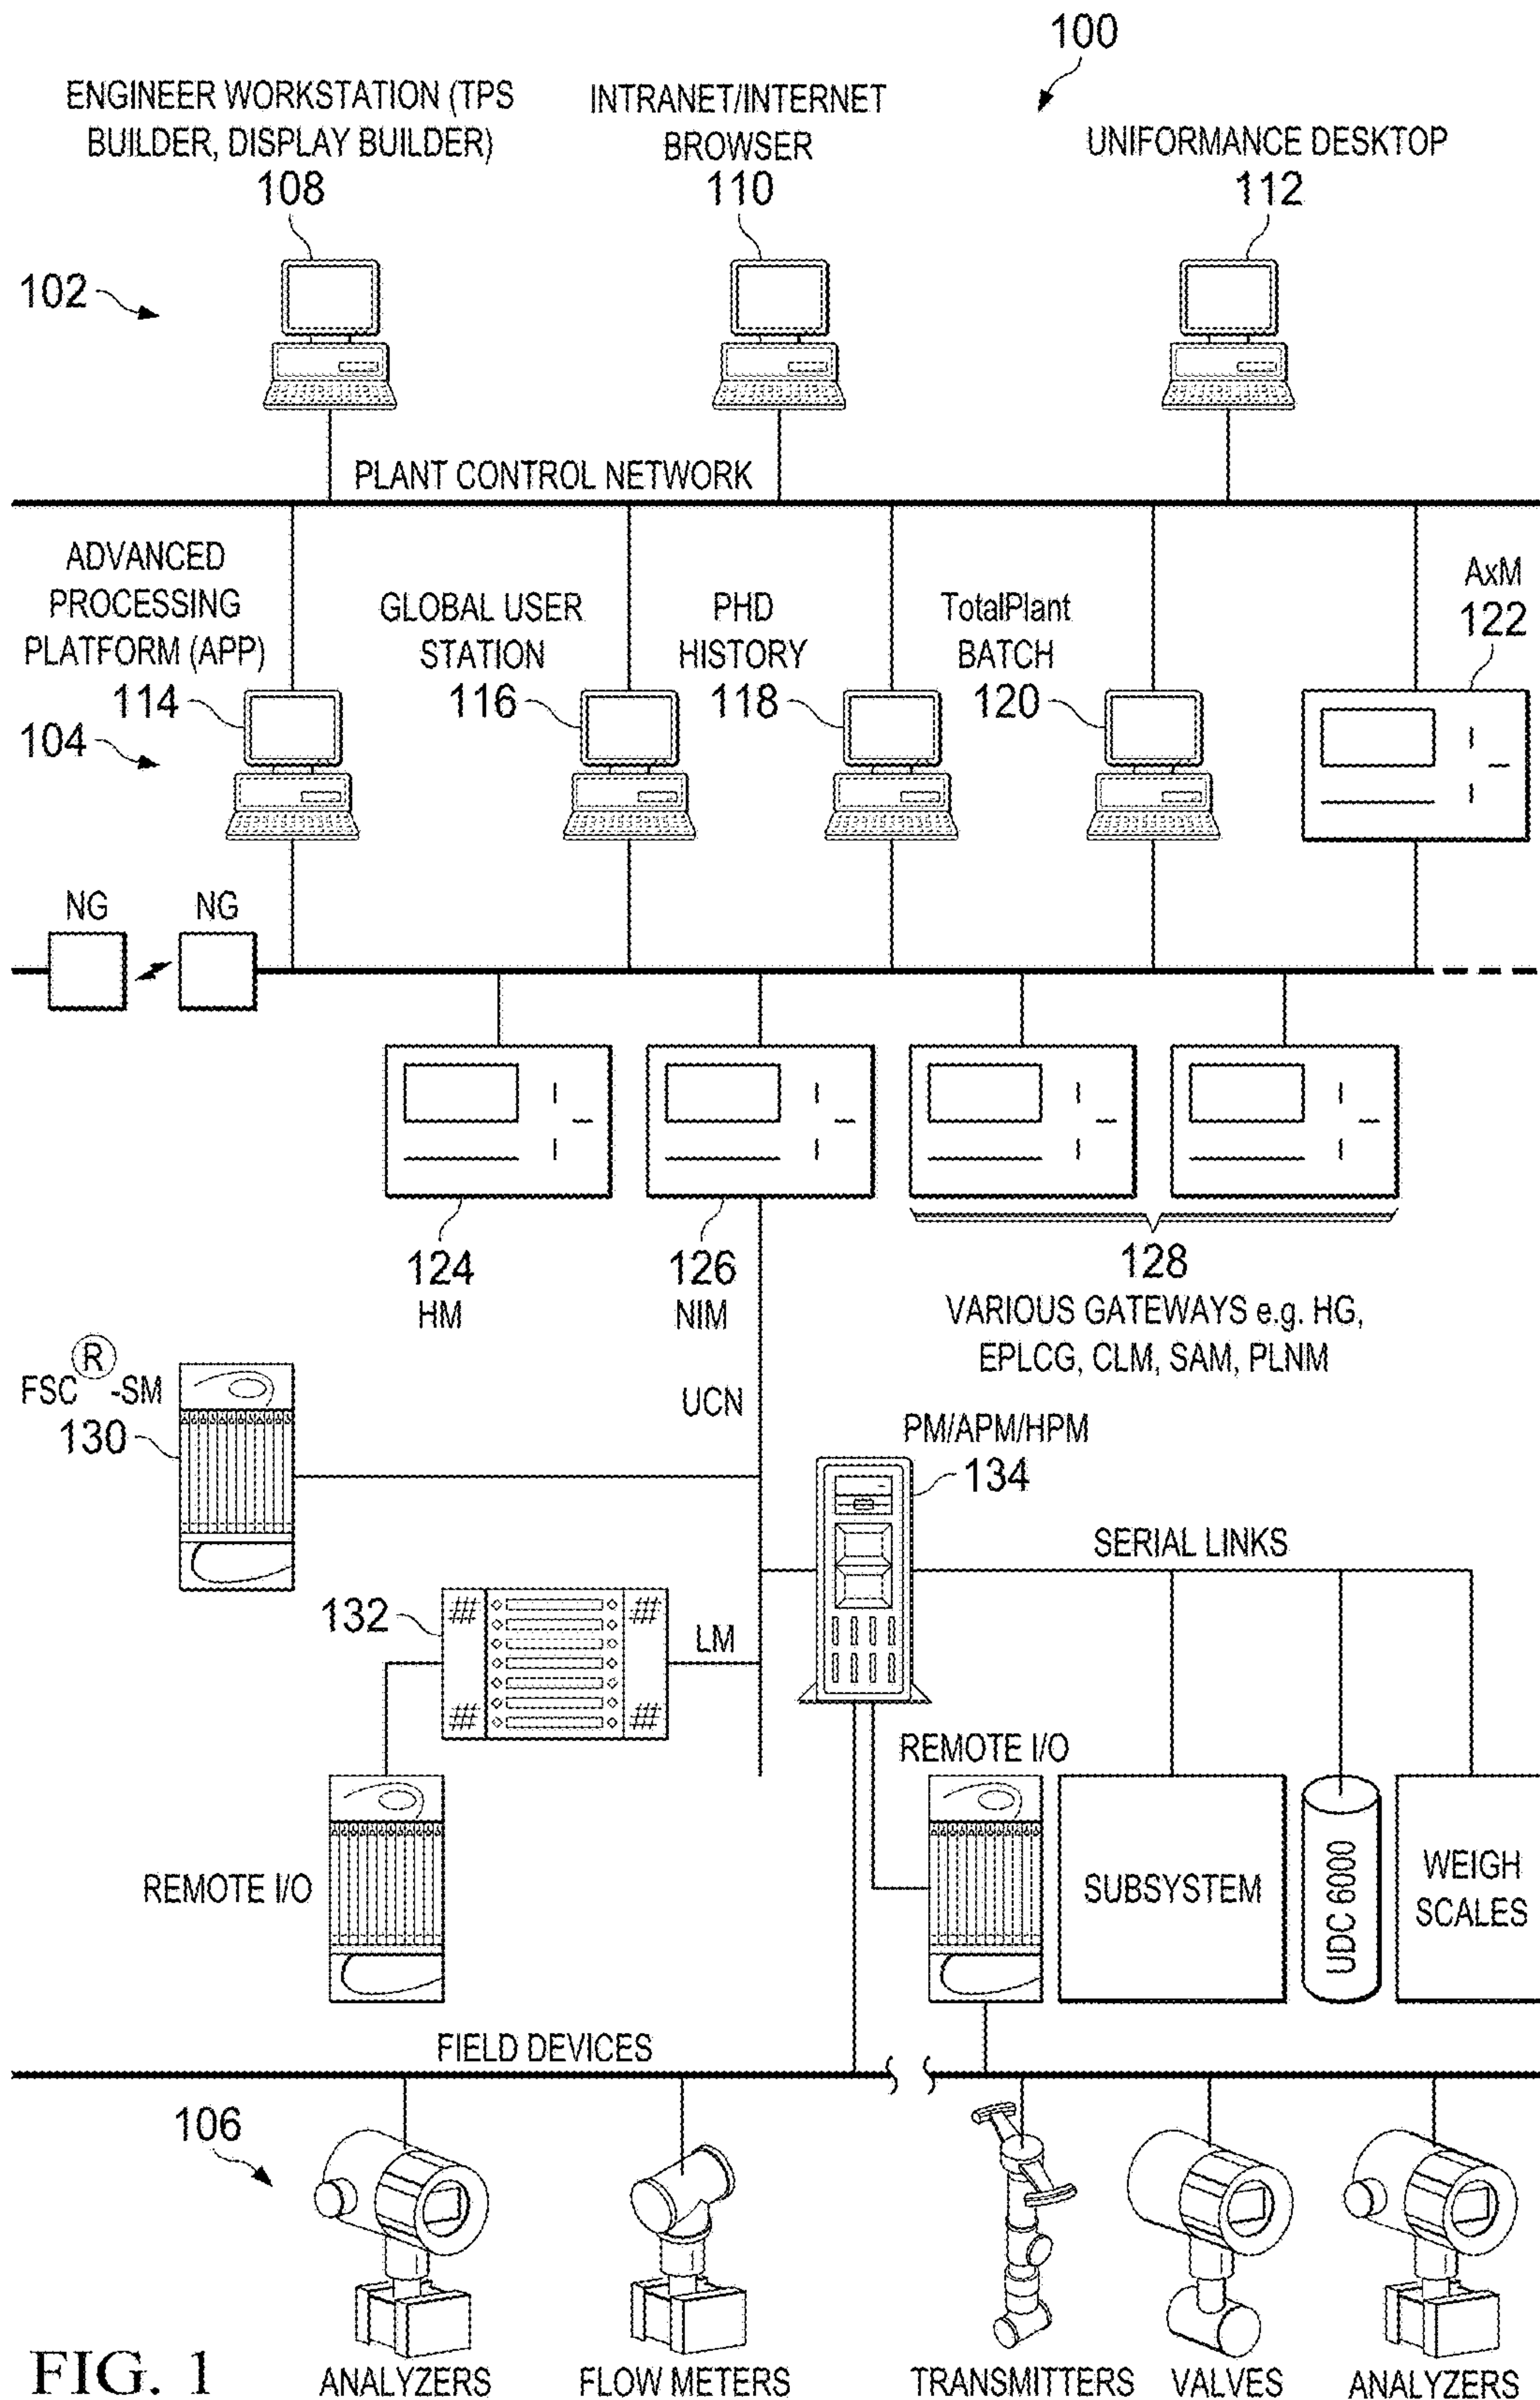 100
ENGINEER WORKSTATION (TPS
BUILDER, DISPLAY BUILDER)
108
INTRANET/INTERNET
BROWSER
110
UNIFORMANCE DESKTOP
112
102
PLANT CONTROL NETWORK
ADVANCED
PROCESSING
PLATFORM (APP)
114
GLOBAL USER
STATION
116
PHD
HISTORY
118
TotalPlant
BATCH
120
AxM
122
104
NG
NG
124
HM
126
NIM
128
VARIOUS GATEWAYS e.g. HG,
EPLCG, CLM, SAM, PLNM
FSC®-SM
130
UCN
PM/APM/HPM
134
SERIAL LINKS
132
LM
REMOTE I/O
REMOTE I/O
SUBSYSTEM
UDC 6000
WEIGH
SCALES
FIELD DEVICES
106
ANALYZERS
FLOW METERS
TRANSMITTERS
VALVES
ANALYZERS
FIG. 1